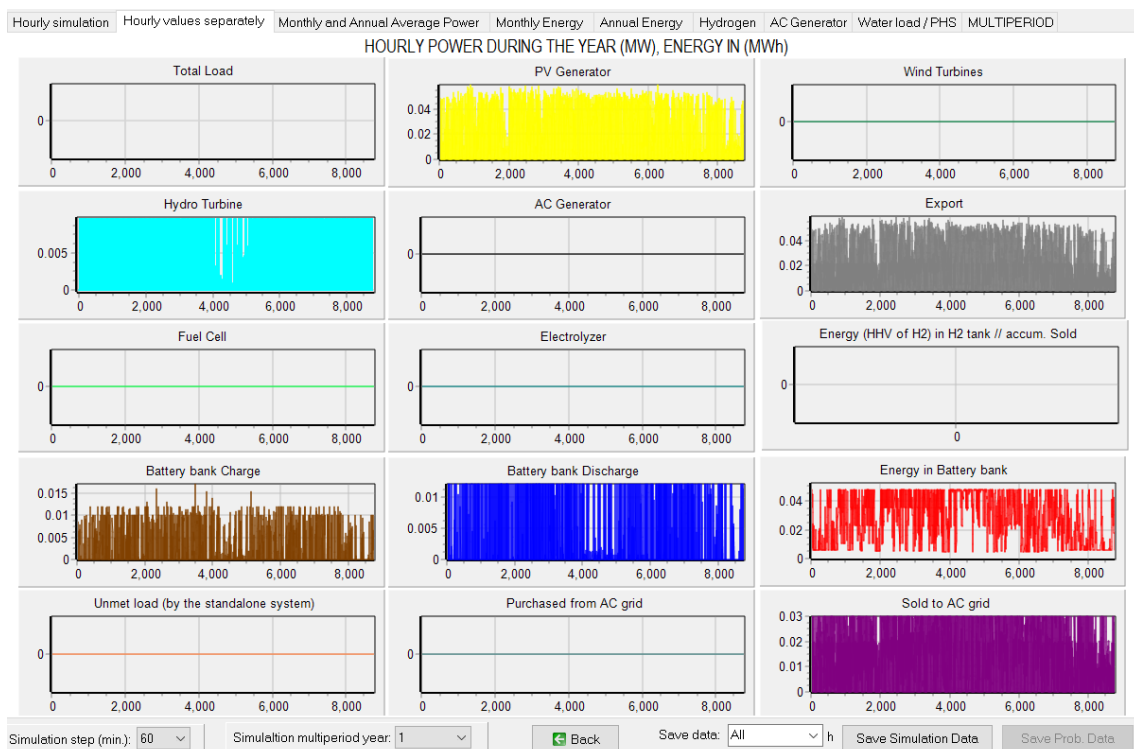 Hourly simulation Hourly values separately Monthly and Annual Average Power Monthly Energy Annual Energy Hydrogen AC Generator Water load / PHS MULTIPERIOD
HOURLY POWER DURING THE YEAR (MW), ENERGY IN (MWh)
Total Load
0
0 2,000 4,000 6,000 8,000
PV Generator
0.04
0.02
0
0 2,000 4,000 6,000 8,000
Wind Turbines
0
0 2,000 4,000 6,000 8,000
Hydro Turbine
0.005
0
0 2,000 4,000 6,000 8,000
AC Generator
0
0 2,000 4,000 6,000 8,000
Export
0.04
0.02
0
0 2,000 4,000 6,000 8,000
Fuel Cell
0
0 2,000 4,000 6,000 8,000
Electrolyzer
0
0 2,000 4,000 6,000 8,000
Energy (HHV of H2) in H2 tank // accum. Sold
0
0
Battery bank Charge
0.015
0.01
0.005
0
0 2,000 4,000 6,000 8,000
Battery bank Discharge
0.01
0.005
0
0 2,000 4,000 6,000 8,000
Energy in Battery bank
0.04
0.02
0
0 2,000 4,000 6,000 8,000
Unmet load (by the standalone system)
0
0 2,000 4,000 6,000 8,000
Purchased from AC grid
0
0 2,000 4,000 6,000 8,000
Sold to AC grid
0.03
0.02
0.01
0
0 2,000 4,000 6,000 8,000
Simulation step (min.): 60 Simulaltion multiperiod year: 1 Back Save data: All h Save Simulation Data Save Prob. Data